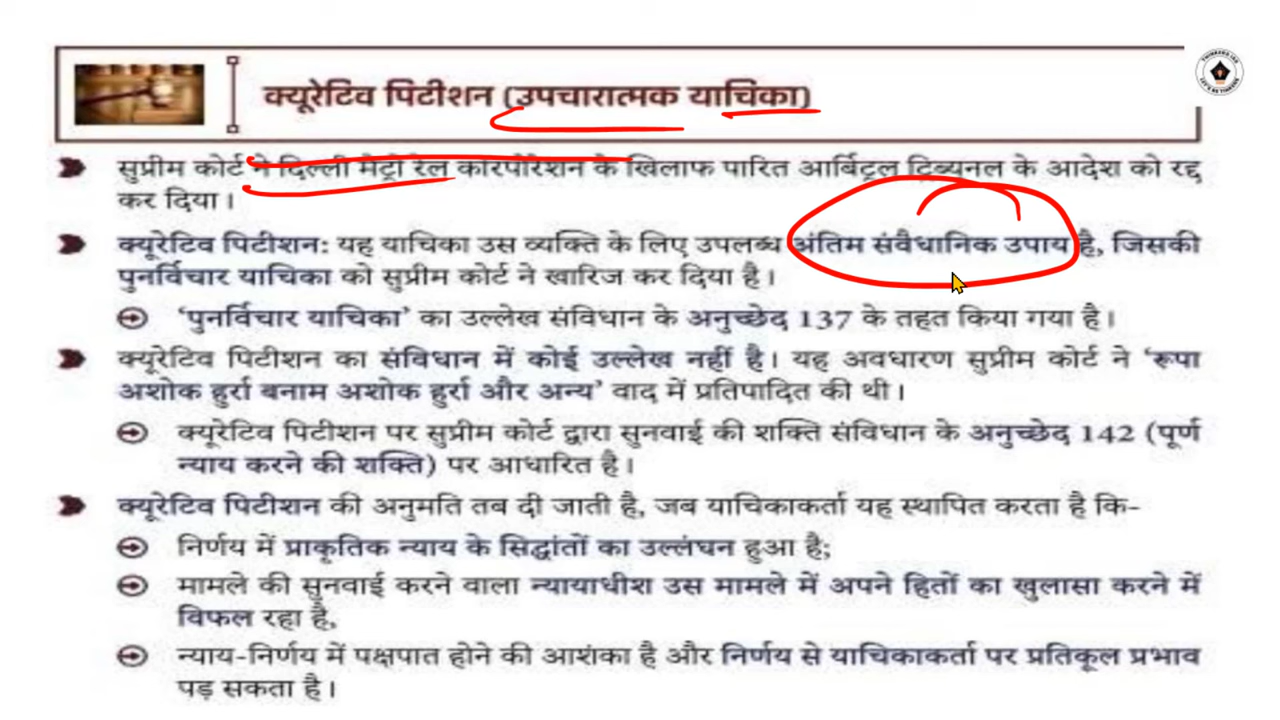 क्यूरेटिव पिटीशन (उपचारात्मक याचिका)
सुप्रीम कोर्ट ने दिल्ली मेट्रो रेल कारपोरेशन के खिलाफ पारित आर्बिट्रल ट्रिब्यूनल के आदेश को रद्द
कर दिया।
क्यूरेटिव पिटीशन: यह याचिका उस व्यक्ति के लिए उपलब्ध अंतिम संवैधानिक उपाय है, जिसकी
पुनर्विचार याचिका को सुप्रीम कोर्ट ने खारिज कर दिया है।
'पुनर्विचार याचिका' का उल्लेख संविधान के अनुच्छेद 137 के तहत किया गया है।
क्यूरेटिव पिटीशन का संविधान में कोई उल्लेख नहीं है। यह अवधारण सुप्रीम कोर्ट ने 'रूपा
अशोक हुर्रा बनाम अशोक हुर्रा और अन्य' वाद में प्रतिपादित की थी।
क्यूरेटिव पिटीशन पर सुप्रीम कोर्ट द्वारा सुनवाई की शक्ति संविधान के अनुच्छेद 142 (पूर्ण
न्याय करने की शक्ति) पर आधारित है।
क्यूरेटिव पिटीशन की अनुमति तब दी जाती है, जब याचिकाकर्ता यह स्थापित करता है कि-
निर्णय में प्राकृतिक न्याय के सिद्धांतों का उल्लंघन हुआ है;
मामले की सुनवाई करने वाला न्यायाधीश उस मामले में अपने हितों का खुलासा करने में
विफल रहा है,
न्याय-निर्णय में पक्षपात होने की आशंका है और निर्णय से याचिकाकर्ता पर प्रतिकूल प्रभाव
पड़ सकता है।